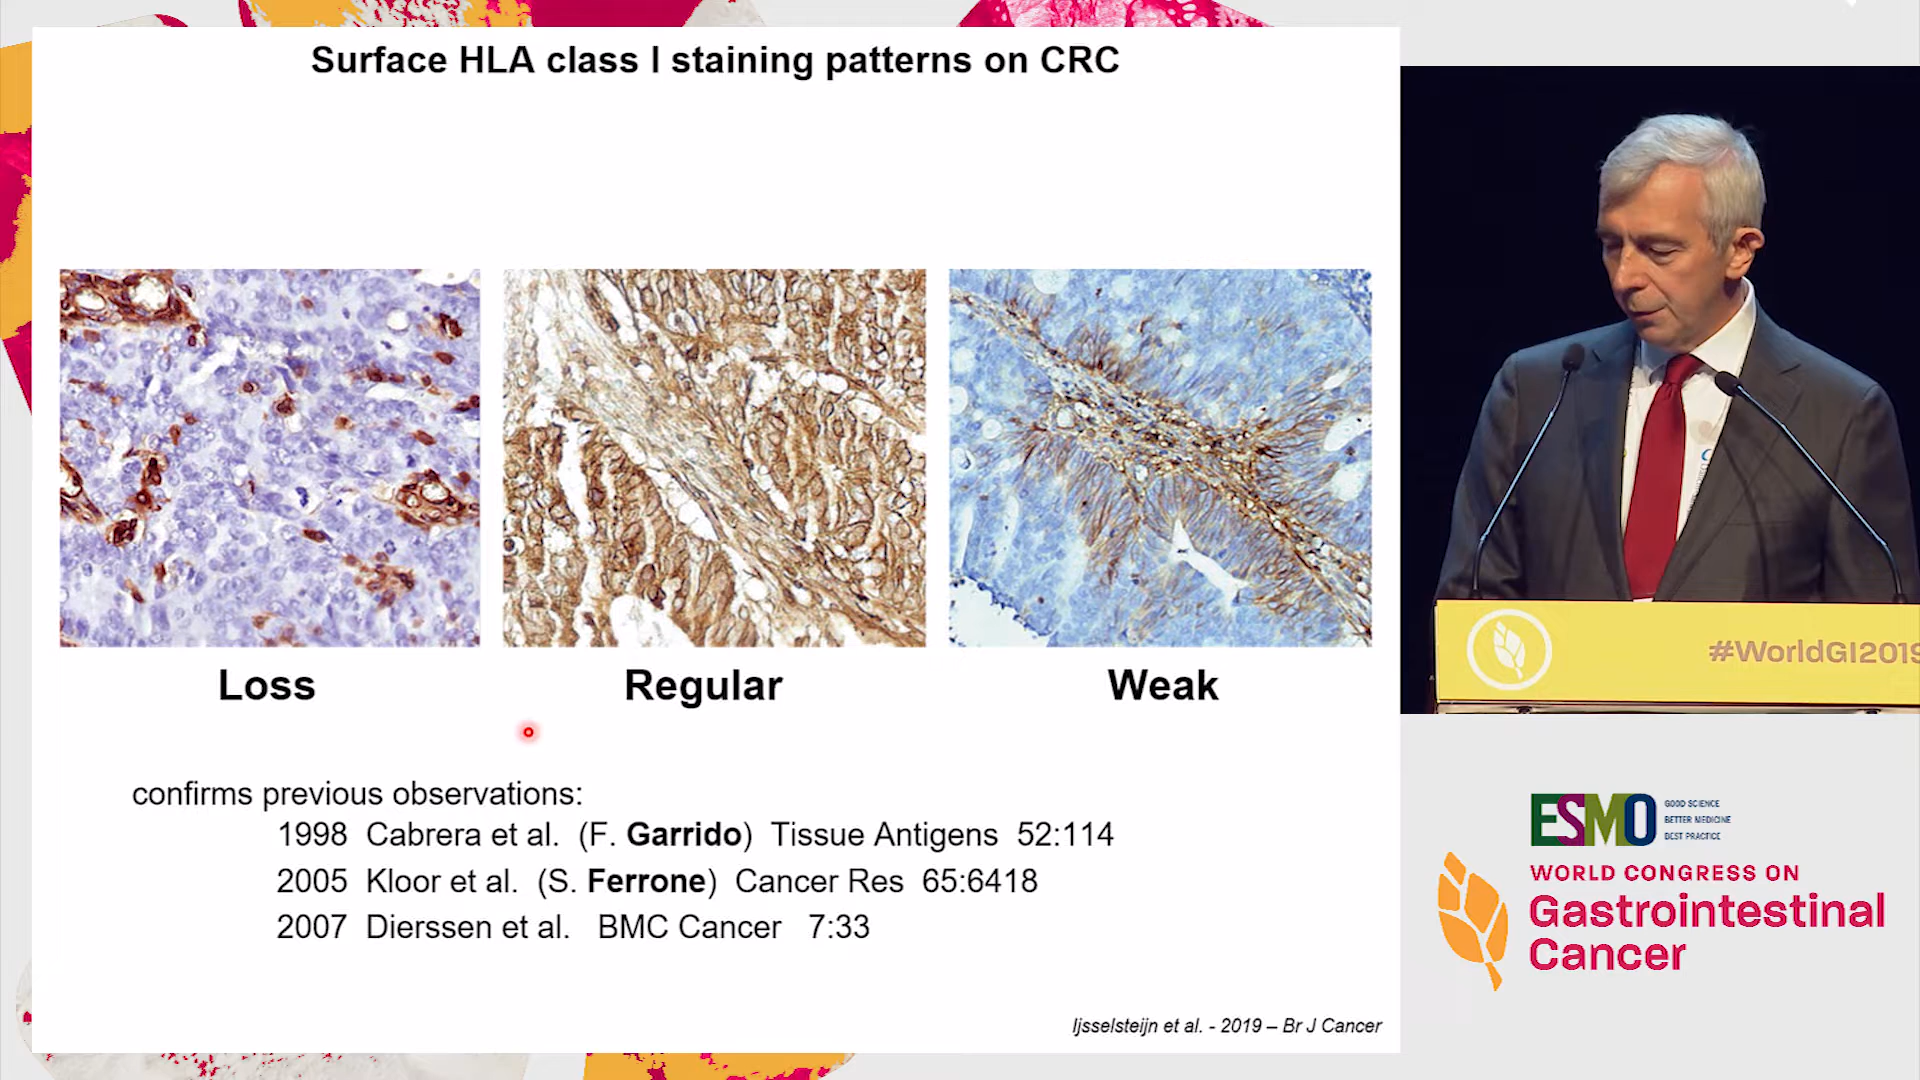 Surface HLA class I staining patterns on CRC
Loss
Regular
Weak
confirms previous observations:
1998 Cabrera et al. (F. Garrido) Tissue Antigens 52:114
2005 Kloor et al. (S. Ferrone) Cancer Res 65:6418
2007 Dierssen et al. BMC Cancer 7:33
Ijsselsteijn et al. - 2019 – Br J Cancer
#WorldGI2019
ESMO
GOOD SCIENCE
BETTER MEDICINE
BEST PRACTICE
WORLD CONGRESS ON
Gastrointestinal
Cancer